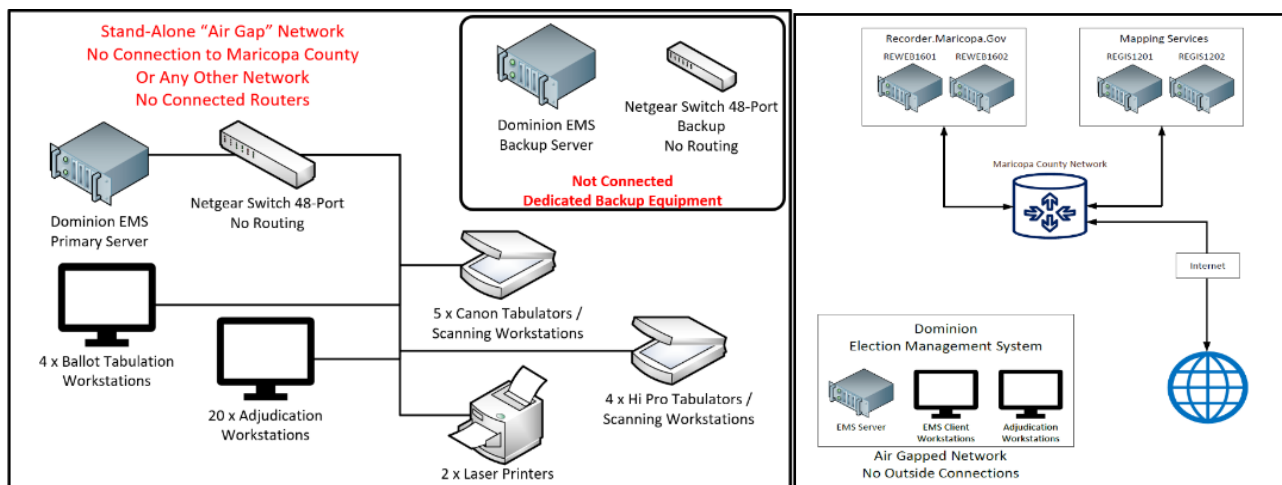 Stand-Alone “Air Gap” Network
No Connection to Maricopa County
Or Any Other Network
No Connected Routers
Dominion EMS
Primary Server
Netgear Switch 48-Port
No Routing
Dominion EMS
Backup Server
Netgear Switch 48-Port
Backup
No Routing
Not Connected
Dedicated Backup Equipment
4 x Ballot Tabulation
Workstations
20 x Adjudication
Workstations
5 x Canon Tabulators /
Scanning Workstations
4 x Hi Pro Tabulators /
Scanning Workstations
2 x Laser Printers
Recorder.Maricopa.Gov
REWEB1601
REWEB1602
Mapping Services
REGIS1201
REGIS1202
Maricopa County Network
Internet
Dominion
Election Management System
EMS Server
EMS Client
Workstations
Adjudication
Workstations
Air Gapped Network
No Outside Connections